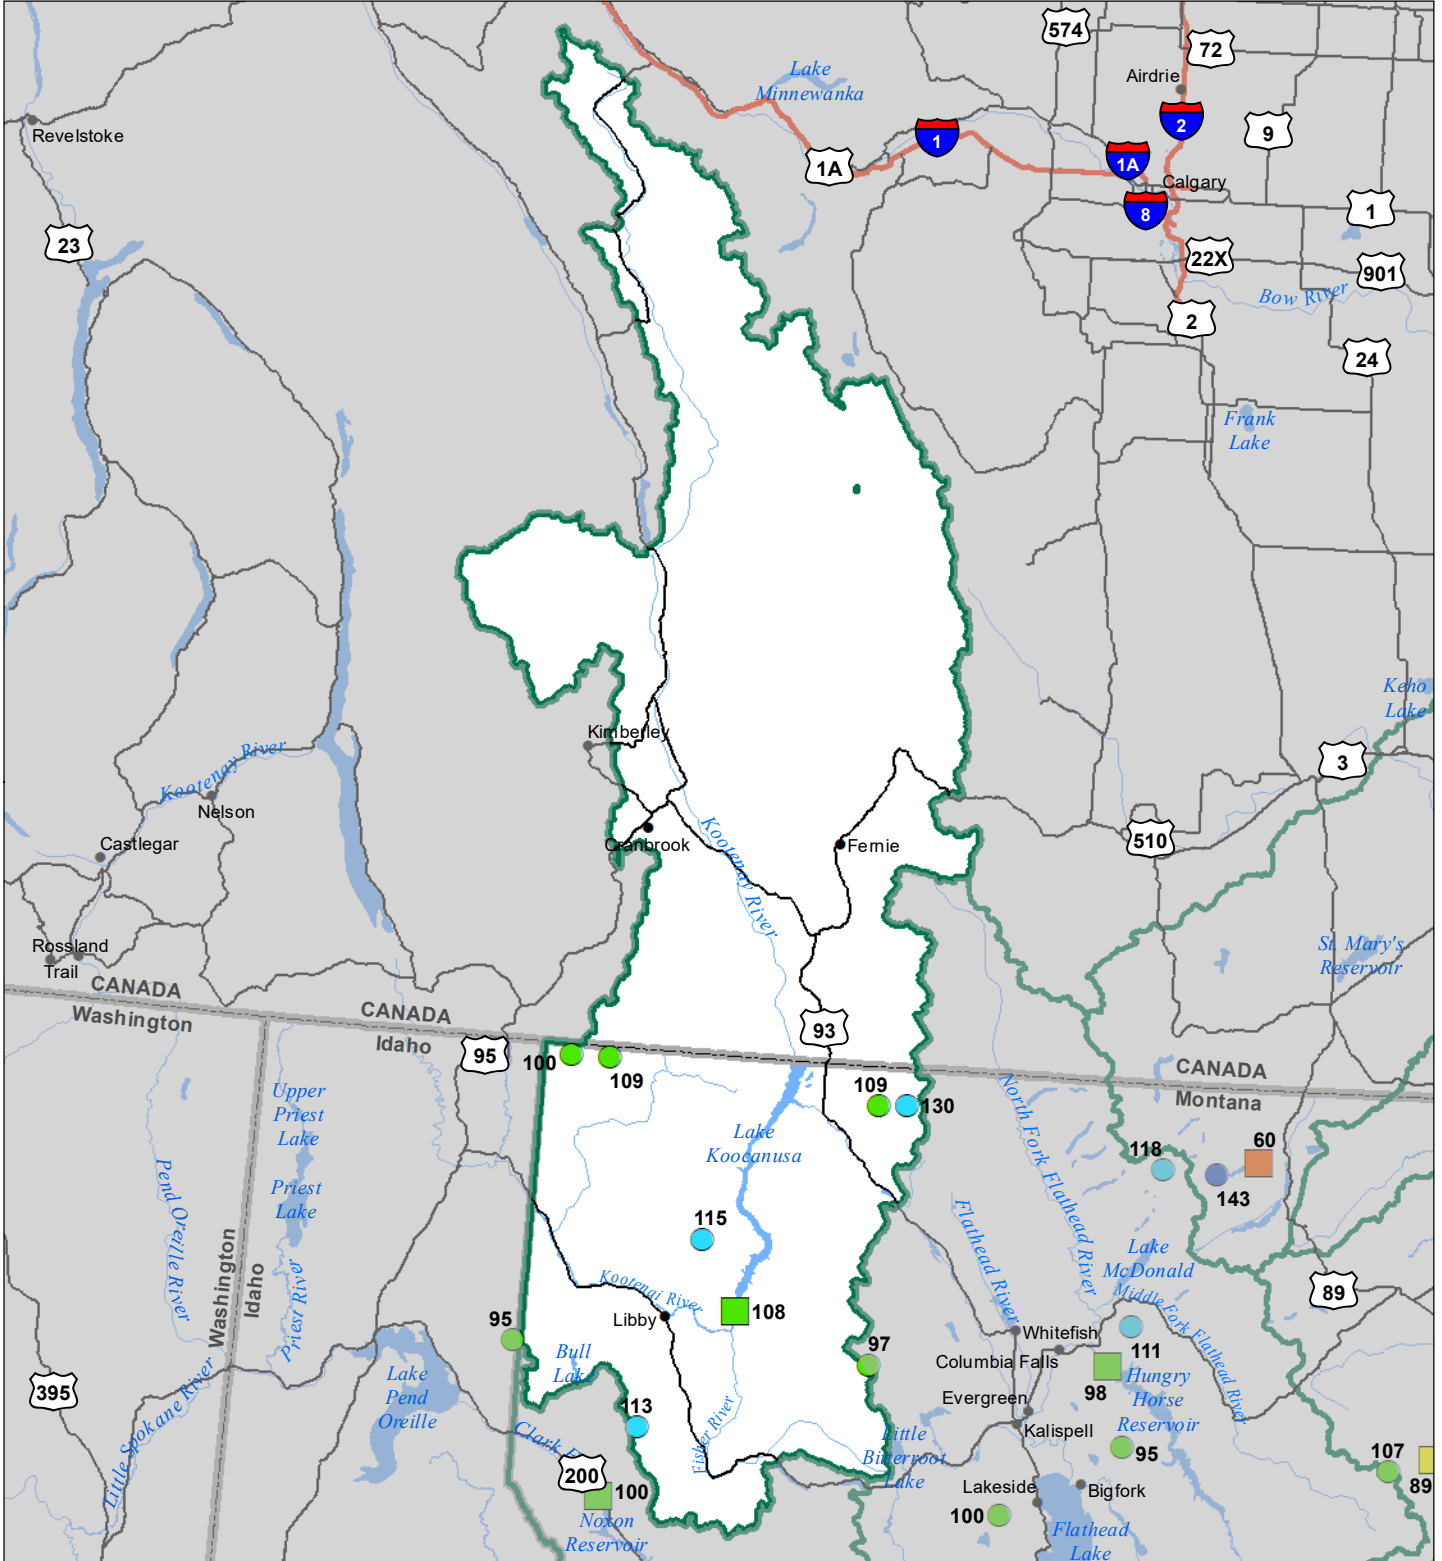 574
72
Airdrie
Lake
Minnewanka
2
9
Revelstoke
1
1A
1A
Calgary
8
1
23
22X
901
Bow River
2
24
Frank
Lake
Keho
Lake
Kimberley
Kootenay River
3
Nelson
Castlegar
Cranbrook
Kootenay River
Fernie
510
Rossland
Trail
St. Mary's
Reservoir
CANADA
Washington
CANADA
Idaho
93
95
100
109
109
130
CANADA
Montana
Upper
Priest
Lake
North Fork Flathead River
Lake
Koocanusa
118
60
143
Pend Oreille River
Priest
Lake
Flathead River
115
Lake
McDonald
Washington
Idaho
Priest River
Kootenai River
Middle Fork Flathead River
89
95
Libby
108
Whitefish
111
Columbia Falls
97
98
Bull
Lake
Hungry
Horse
Reservoir
395
Little Spokane River
Lake
Pend
Oreille
Evergreen
113
Fisher River
Kalispell
Clark F
Little
Bitterroot
Lake
95
107
89
200
100
Lakeside
Bigfork
100
Noxon
Reservoir
Flathead
Lake